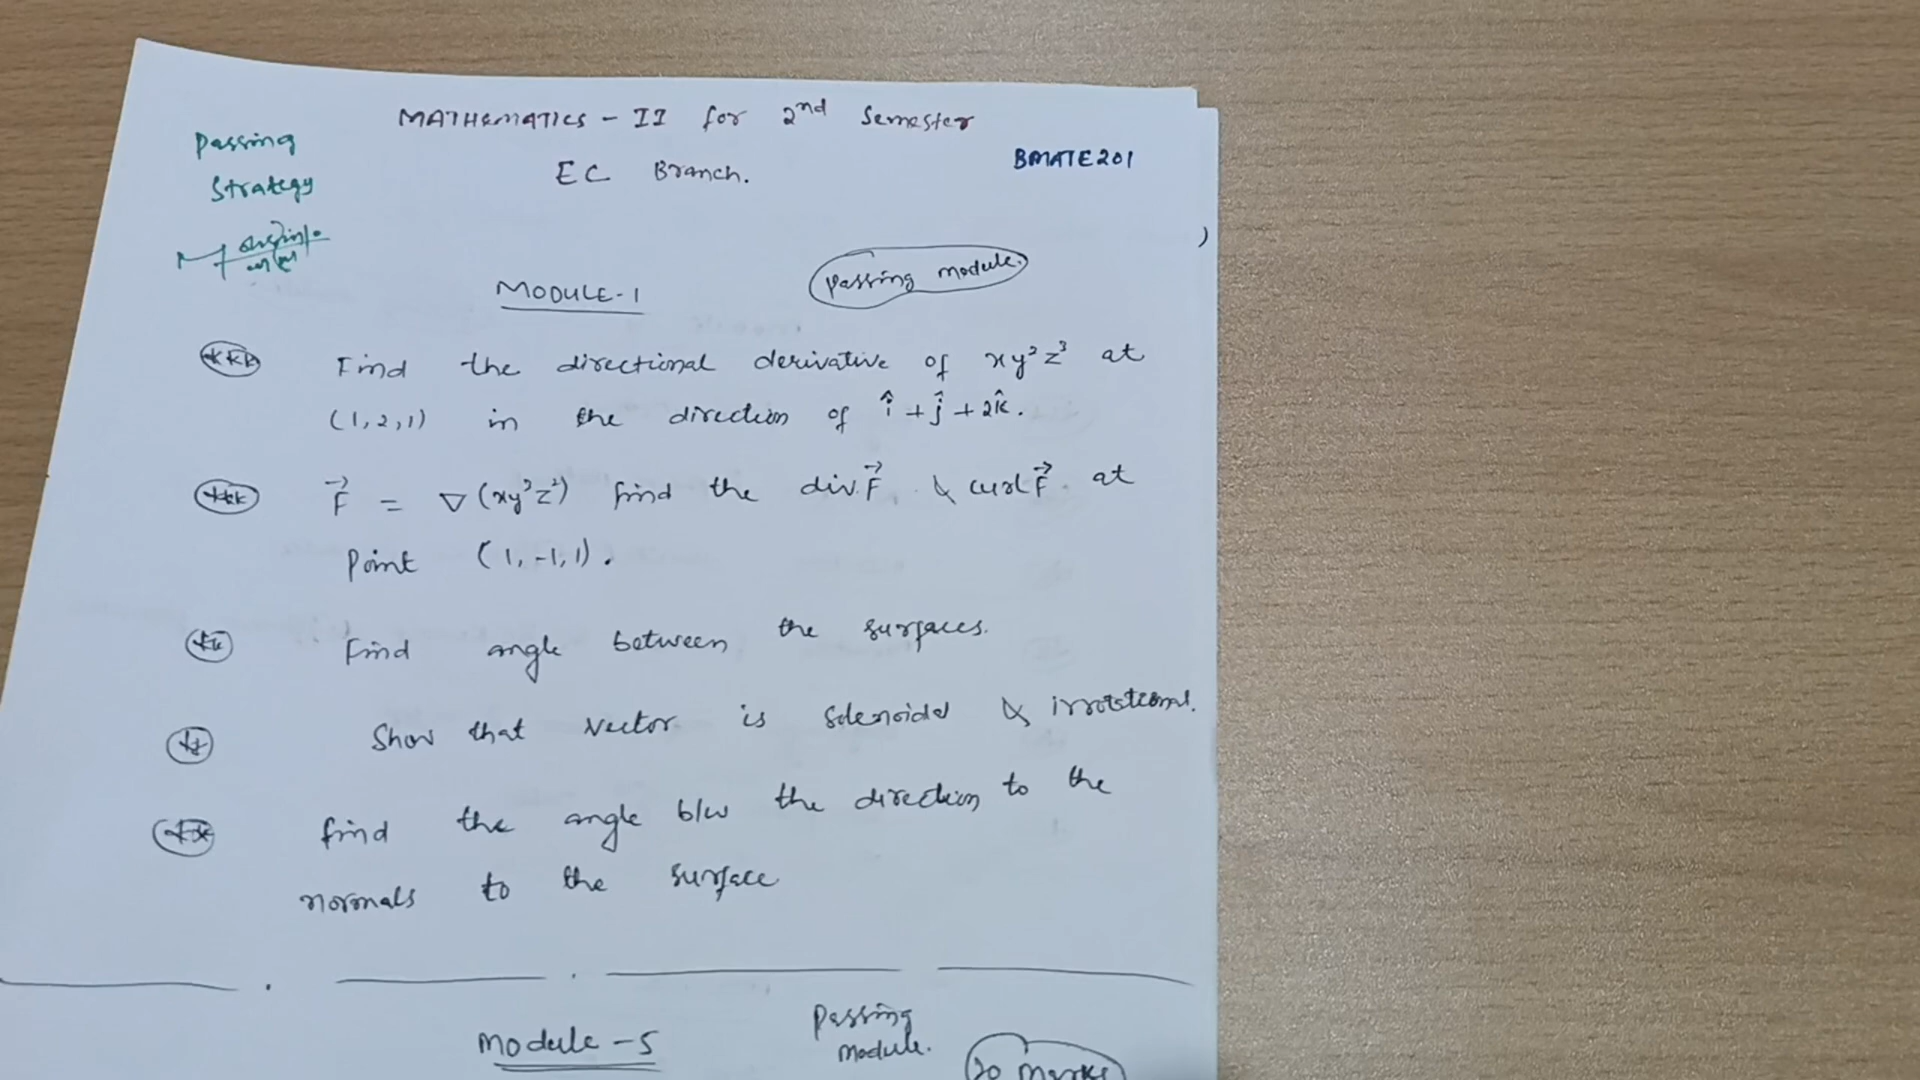 MATHEMATICS - II for 2nd Semester
EC Branch.
BMATE201
Passing
Strategy
MODULE-1
Passing module.
Find the directional derivative of xy²z³ at
(1,2,1) in the direction of î + ĵ + 2k̂.
F⃗ = ∇(xy³z²) find the div.F⃗ & curl F⃗ at
Point (1,-1,1).
Find angle between the surfaces.
Show that Vector is solenoidal & irrotational.
find the angle b/w the direction to the
normals to the surface
Module - 5
Passing
module.
20 marks